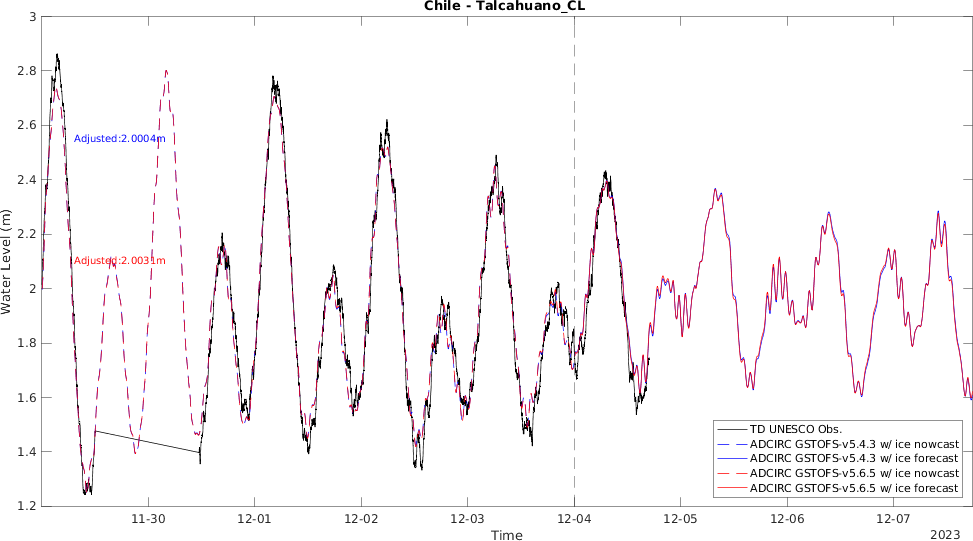 Chile - Talcahuano_CL
3
2.8
2.6
2.4
2.2
2
1.8
1.6
1.4
1.2
Water Level (m)
Adjusted:2.0004m
Adjusted:2.0031m
TD UNESCO Obs.
ADCIRC GSTOFS-v5.4.3 w/ ice nowcast
ADCIRC GSTOFS-v5.4.3 w/ ice forecast
ADCIRC GSTOFS-v5.6.5 w/ ice nowcast
ADCIRC GSTOFS-v5.6.5 w/ ice forecast
11-30 12-01 12-02 12-03 12-04 12-05 12-06 12-07
Time
2023